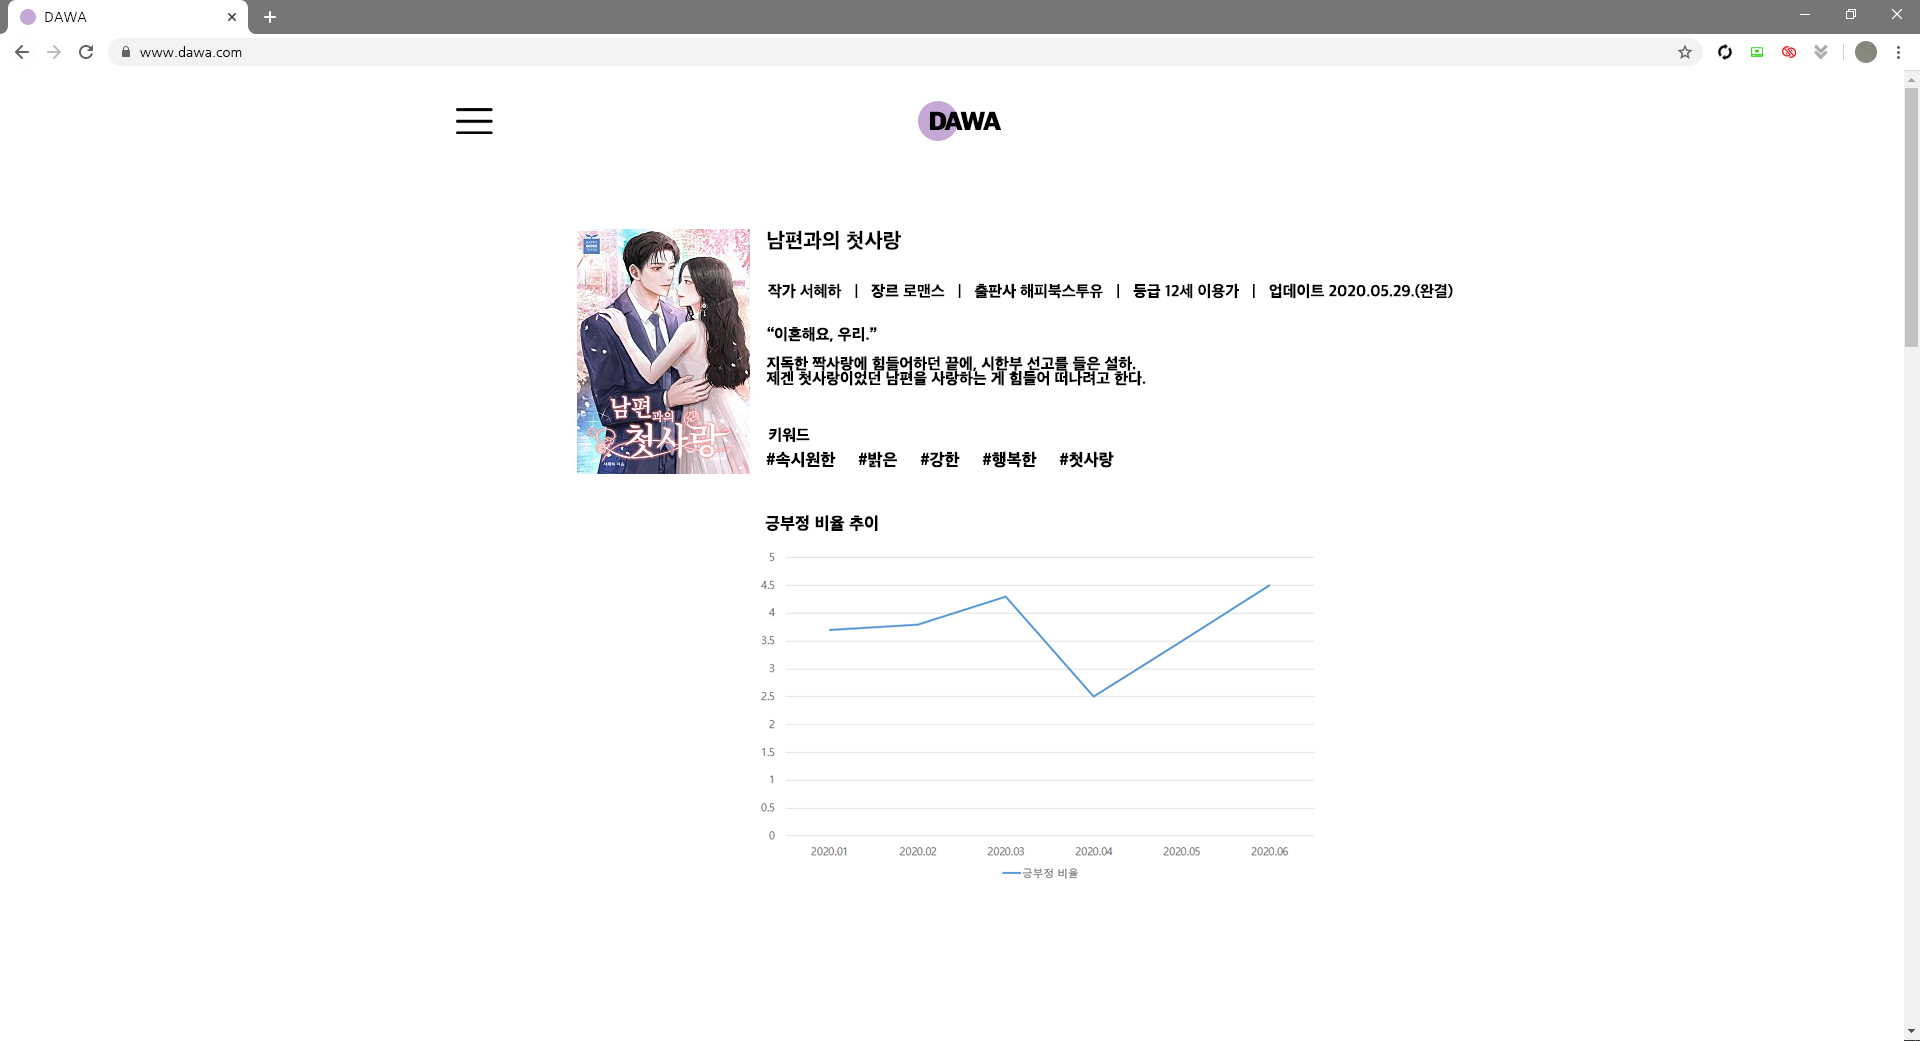 DAWA
www.dawa.com
DAWA
남편과의 첫사랑
작가 서혜하 | 장르 로맨스 | 출판사 해피북스투유 | 등급 12세 이용가 | 업데이트 2020.05.29.(완결)
“이혼해요, 우리.”
지독한 짝사랑에 힘들어하던 끝에, 시한부 선고를 들은 설하.
제겐 첫사랑이었던 남편을 사랑하는 게 힘들어 떠나려고 한다.
남편과의
첫사랑
서혜하 지음
키워드
#속시원한 #밝은 #강한 #행복한 #첫사랑
긍부정 비율 추이
5
4.5
4
3.5
3
2.5
2
1.5
1
0.5
0
2020.01 2020.02 2020.03 2020.04 2020.05 2020.06
긍부정 비율